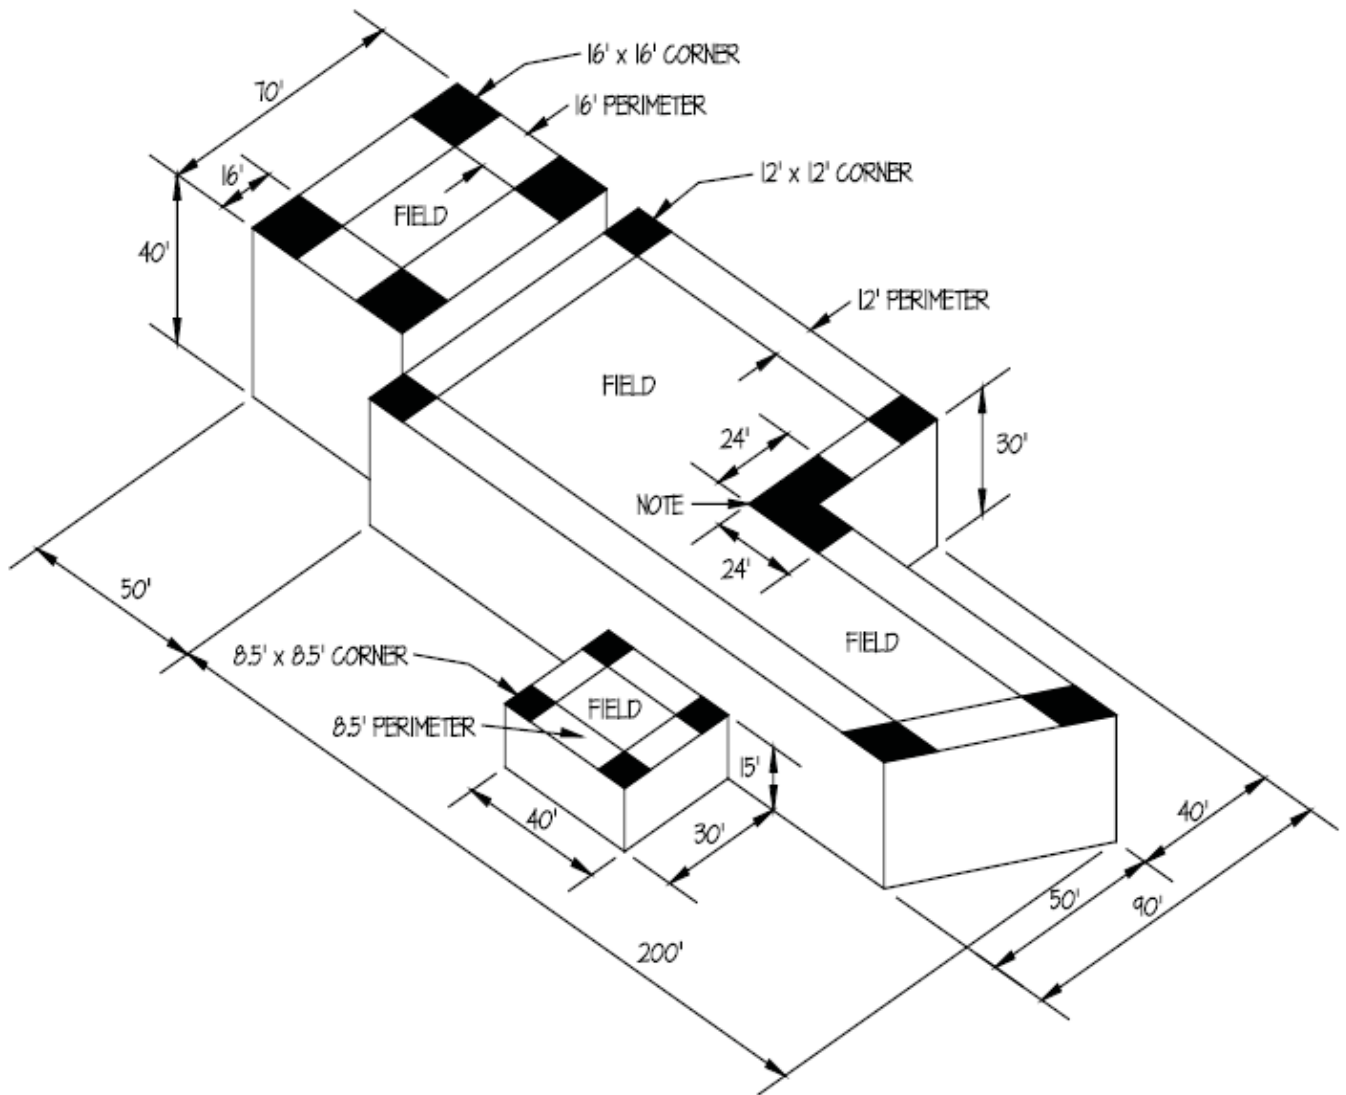 16' x 16' CORNER
70'
16' PERIMETER
16'
12' x 12' CORNER
FIELD
40'
12' PERIMETER
FIELD
24'
30'
NOTE
24'
50'
FIELD
8.5' x 8.5' CORNER
FIELD
8.5' PERIMETER
15'
40'
30'
40'
50'
90'
200'